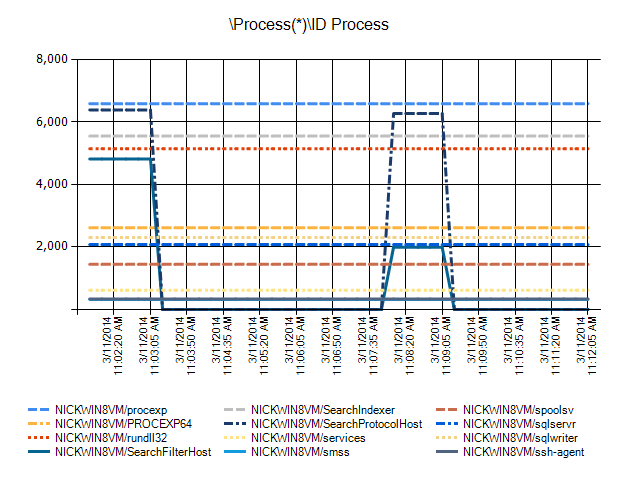 \Process(*)\ID Process
8,000
6,000
4,000
2,000
3/11/2014
11:02:20 AM
3/11/2014
11:03:05 AM
3/11/2014
11:03:50 AM
3/11/2014
11:04:35 AM
3/11/2014
11:05:20 AM
3/11/2014
11:06:05 AM
3/11/2014
11:06:50 AM
3/11/2014
11:07:35 AM
3/11/2014
11:08:20 AM
3/11/2014
11:09:05 AM
3/11/2014
11:09:50 AM
3/11/2014
11:10:35 AM
3/11/2014
11:11:20 AM
3/11/2014
11:12:05 AM
NICKWIN8VM/procexp
NICKWIN8VM/SearchIndexer
NICKWIN8VM/spoolsv
NICKWIN8VM/PROCEXP64
NICKWIN8VM/SearchProtocolHost
NICKWIN8VM/sqlservr
NICKWIN8VM/rundll32
NICKWIN8VM/services
NICKWIN8VM/sqlwriter
NICKWIN8VM/SearchFilterHost
NICKWIN8VM/smss
NICKWIN8VM/ssh-agent